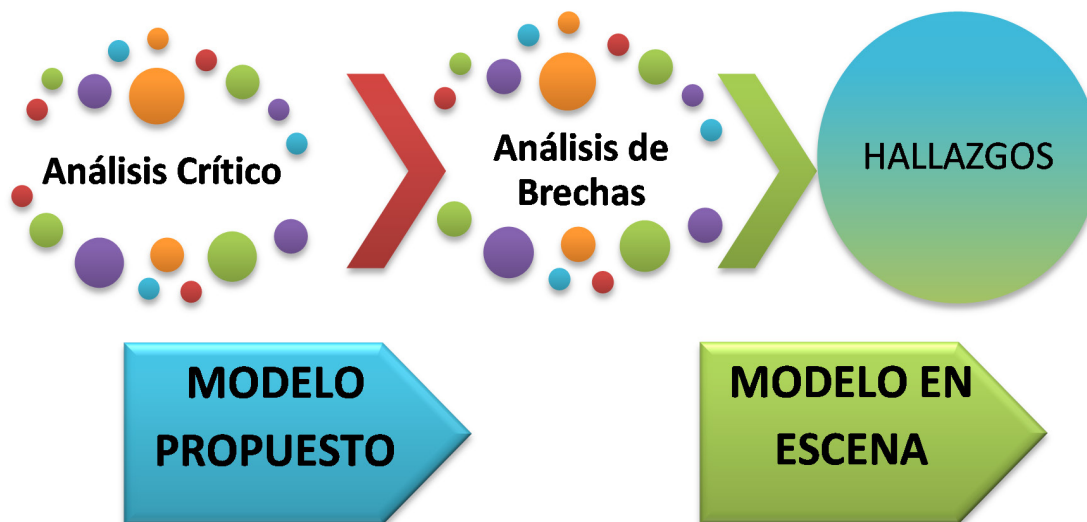 Análisis Crítico
Análisis de
Brechas
HALLAZGOS
MODELO
PROPUESTO
MODELO EN
ESCENA